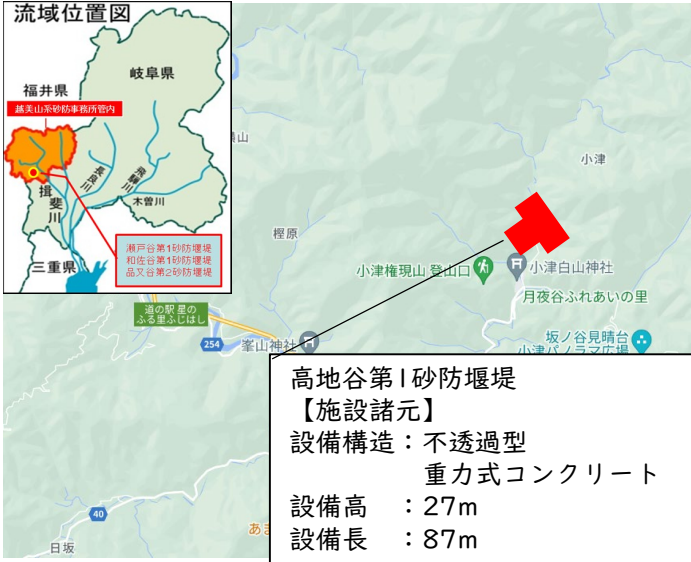 流域位置図
岐阜県
福井県
越美山系砂防事務所管内
揖斐川
長良川
飛騨川
木曽川
三重県
瀬戸谷第1砂防堰堤
和佐谷第1砂防堰堤
品又谷第2砂防堰堤
山
小津
樫原
小津権現山 登山口
小津白山神社
月夜谷ふれあいの里
道の駅 星の
ふる里ふじはし
254
峯山神社
坂ノ谷見晴台
小津パノラマ広場
高地谷第1砂防堰堤
【施設諸元】
設備構造：不透過型
重力式コンクリート
設備高　：27m
設備長　：87m
40
日坂
あ